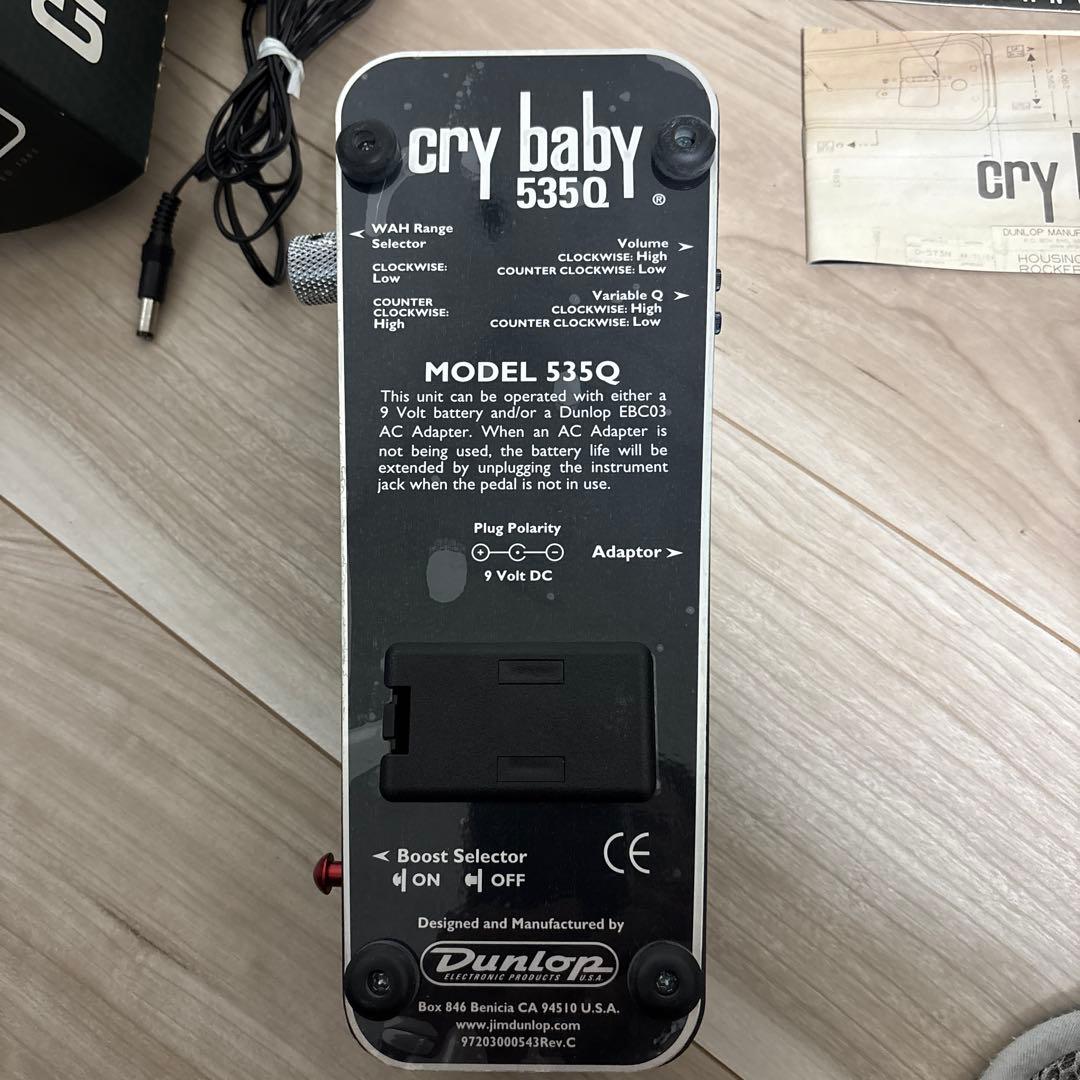 cry baby
535Q
®
WAH Range
Selector
CLOCKWISE:
Low
COUNTER
CLOCKWISE:
High
Volume
CLOCKWISE: High
COUNTER CLOCKWISE: Low
Variable Q
CLOCKWISE: High
COUNTER CLOCKWISE: Low
MODEL 535Q
This unit can be operated with either a
9 Volt battery and/or a Dunlop EBC03
AC Adapter. When an AC Adapter is
not being used, the battery life will be
extended by unplugging the instrument
jack when the pedal is not in use.
Plug Polarity
+ -
9 Volt DC
Adaptor
CE
Boost Selector
ON OFF
Designed and Manufactured by
Dunlop
ELECTRONIC PRODUCTS U.S.A.
Box 846 Benicia CA 94510 U.S.A.
www.jimdunlop.com
97203000543Rev.C
cry
DUNLOP MANUF
HOUSING
ROCKER